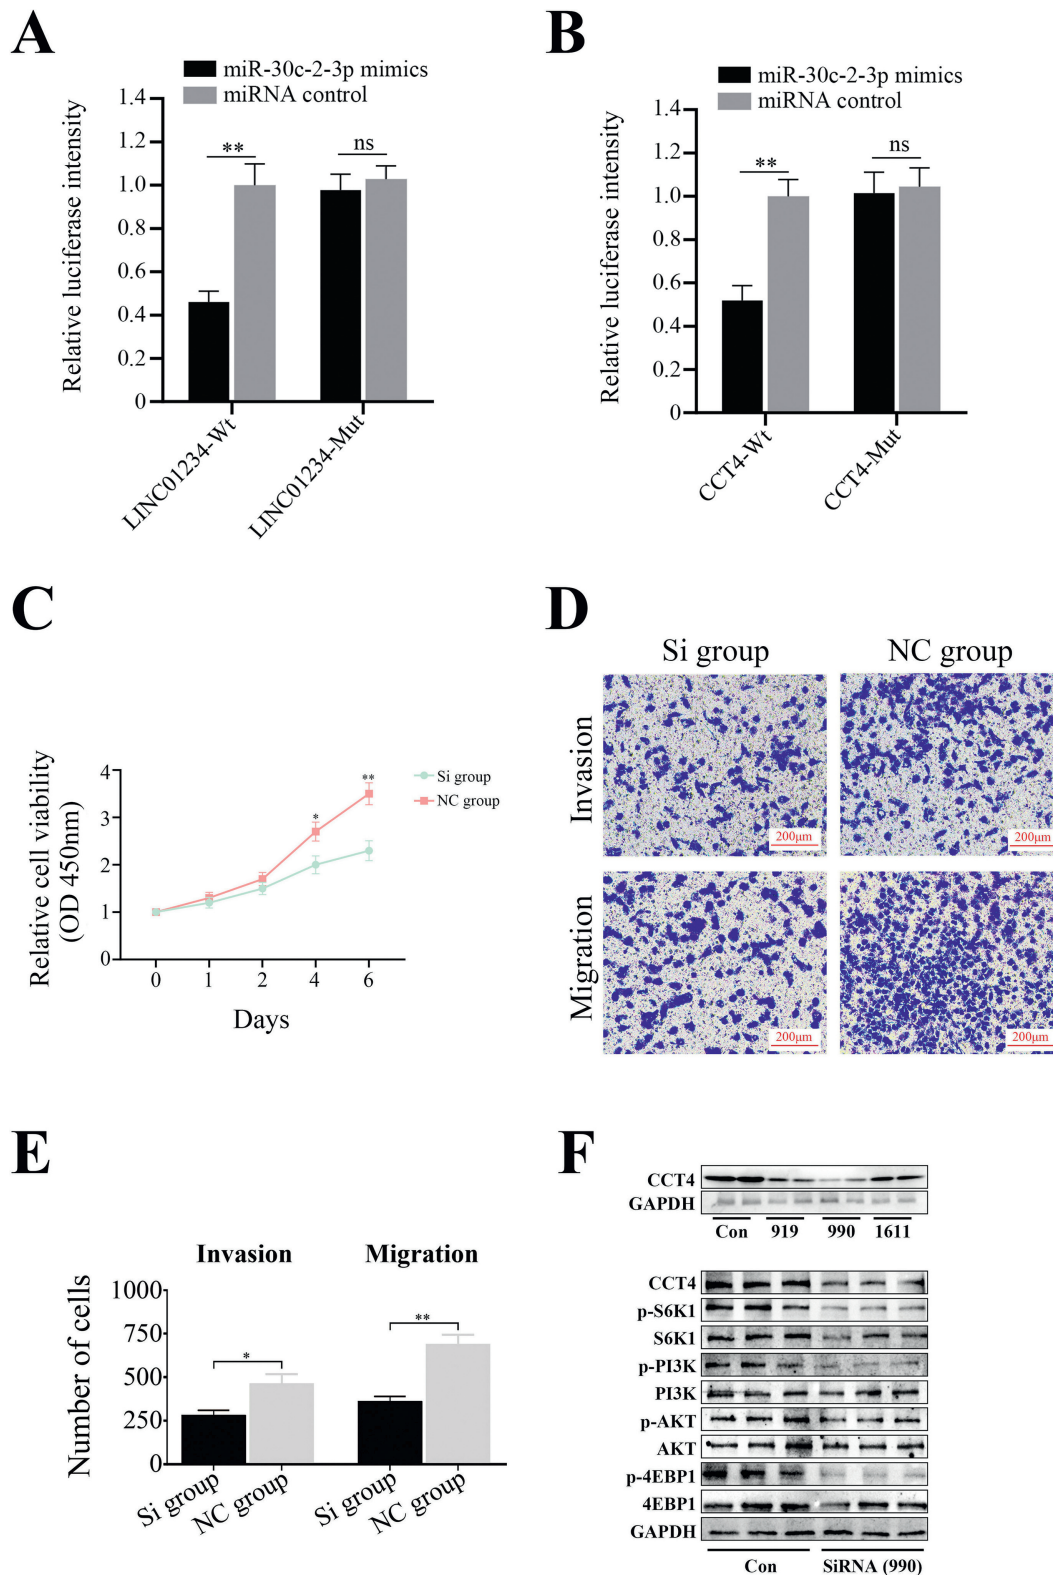 A
miR-30c-2-3p mimics
miRNA control
Relative luciferase intensity
1.4
1.2
1.0
0.8
0.6
0.4
0.2
0
**
ns
LINC01234-Wt
LINC01234-Mut
B
miR-30c-2-3p mimics
miRNA control
Relative luciferase intensity
1.4
1.2
1.0
0.8
0.6
0.4
0.2
0
**
ns
CCT4-Wt
CCT4-Mut
C
Relative cell viability
(OD 450nm)
4
3
2
1
0
*
**
Si group
NC group
0 1 2 4 6
Days
D
Si group NC group
Invasion
200μm
200μm
Migration
200μm
200μm
E
Invasion Migration
Number of cells
1000
750
500
250
0
*
**
Si group
NC group
Si group
NC group
F
CCT4
GAPDH
Con 919 990 1611
CCT4
p-S6K1
S6K1
p-PI3K
PI3K
p-AKT
AKT
p-4EBP1
4EBP1
GAPDH
Con SiRNA (990)